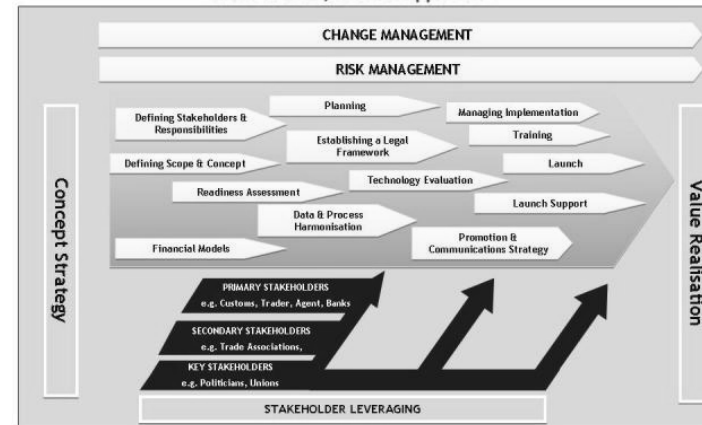 CHANGE MANAGEMENT
RISK MANAGEMENT
Concept Strategy
Defining Stakeholders &
Responsibilities
Planning
Managing Implementation
Establishing a Legal
Framework
Training
Defining Scope & Concept
Launch
Technology Evaluation
Readiness Assessment
Launch Support
Data & Process
Harmonisation
Promotion &
Communications Strategy
Financial Models
Value Realisation
PRIMARY STAKEHOLDERS
e.g. Customs, Trader, Agent, Banks
SECONDARY STAKEHOLDERS
e.g. Trade Associations,
KEY STAKEHOLDERS
e.g. Politicians, Unions
STAKEHOLDER LEVERAGING